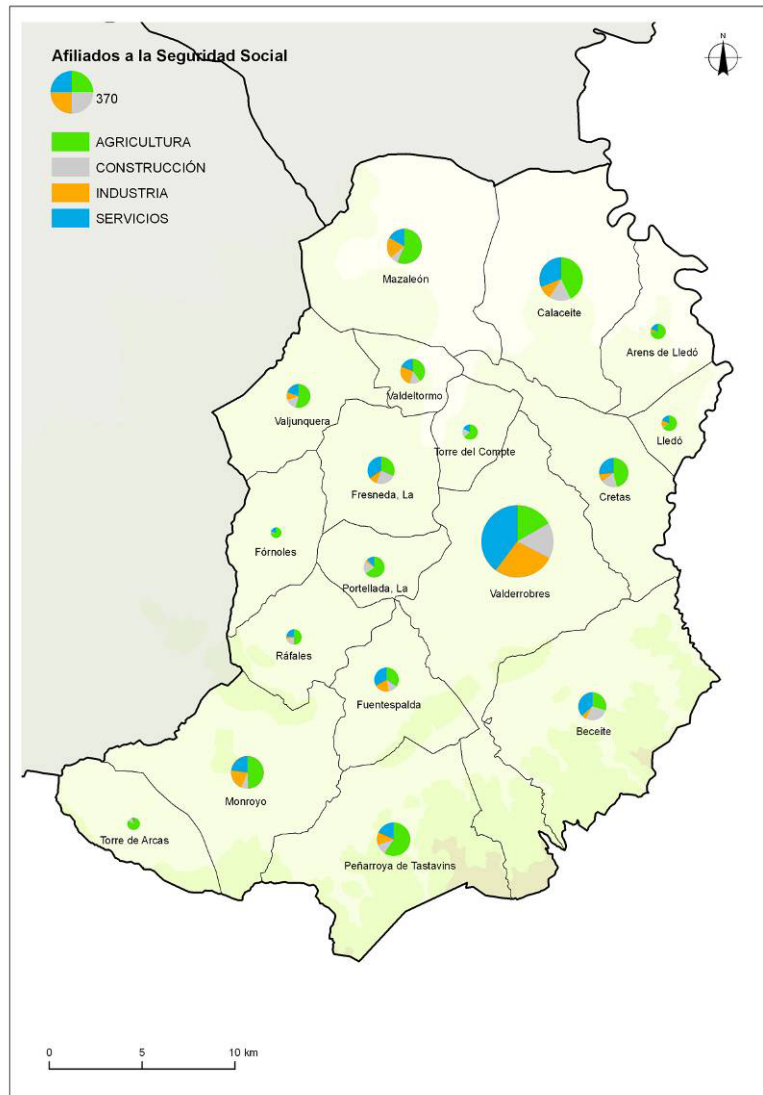 N
Afiliados a la Seguridad Social
370
AGRICULTURA
CONSTRUCCIÓN
INDUSTRIA
SERVICIOS
Mazaleón
Calaceite
Arens de Lledó
Valdeltormo
Valjunquera
Torre del Compte
Lledó
Fresneda, La
Cretas
Fórnoles
Portellada, La
Valderrobres
Ráfales
Fuentespalda
Beceite
Monroyo
Torre de Arcas
Peñarroya de Tastavins
0 5 10 km